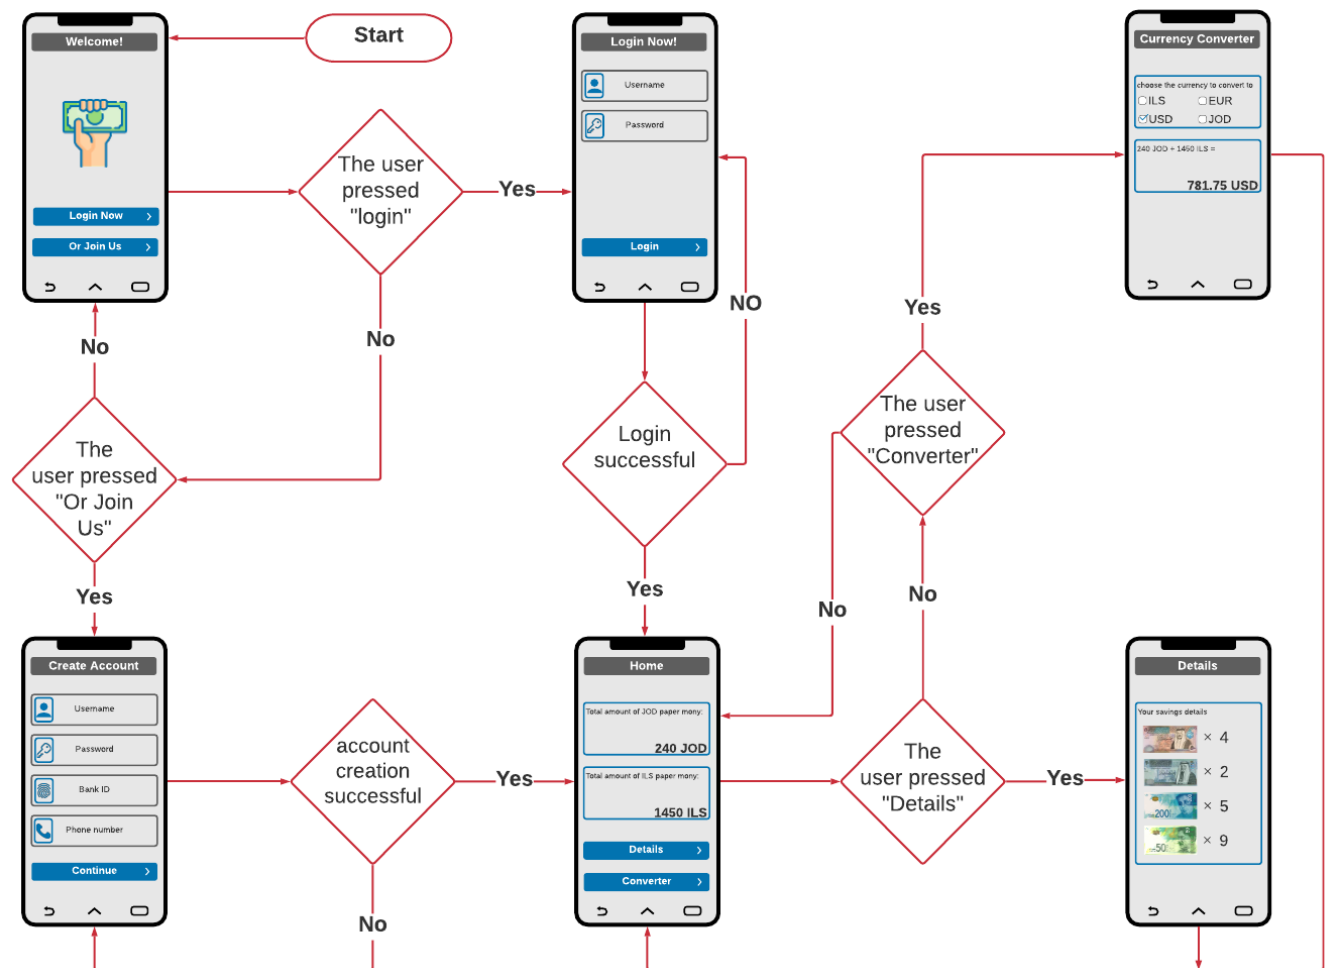 Welcome!
Login Now
Or Join Us
Start
The user
pressed
"login"
Yes
No
Login Now!
Username
Password
Login
NO
Login
successful
Yes
Currency Converter
choose the currency to convert to
ILS
EUR
USD
JOD
240 JOD + 1450 ILS =
781.75 USD
Yes
The user
pressed
"Converter"
No
No
No
The
user pressed
"Or Join
Us"
Yes
Create Account
Username
Password
Bank ID
Phone number
Continue
account
creation
successful
Yes
No
Home
Total amount of JOD paper mony:
240 JOD
Total amount of ILS paper mony:
1450 ILS
Details
Converter
The
user pressed
"Details"
Yes
Details
Your savings details
× 4
× 2
200
× 5
50
× 9